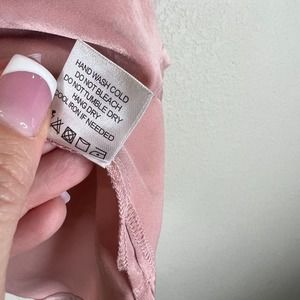 HAND WASH COLD
DO NOT BLEACH
DO NOT TUMBLE DRY
HANG DRY
COOL IRON IF NEEDED